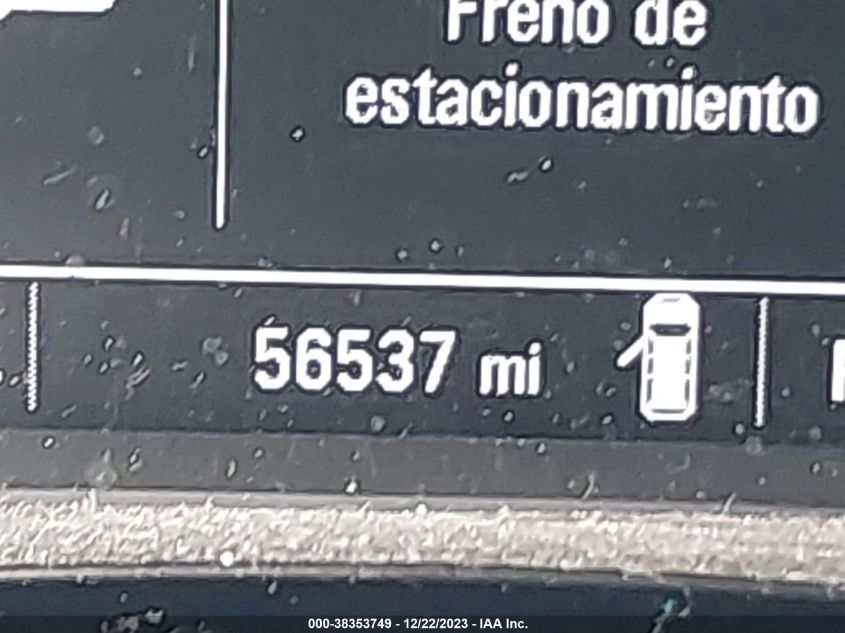 Freno de
estacionamiento
56537 mi
000-38353749 - 12/22/2023 - IAA Inc.